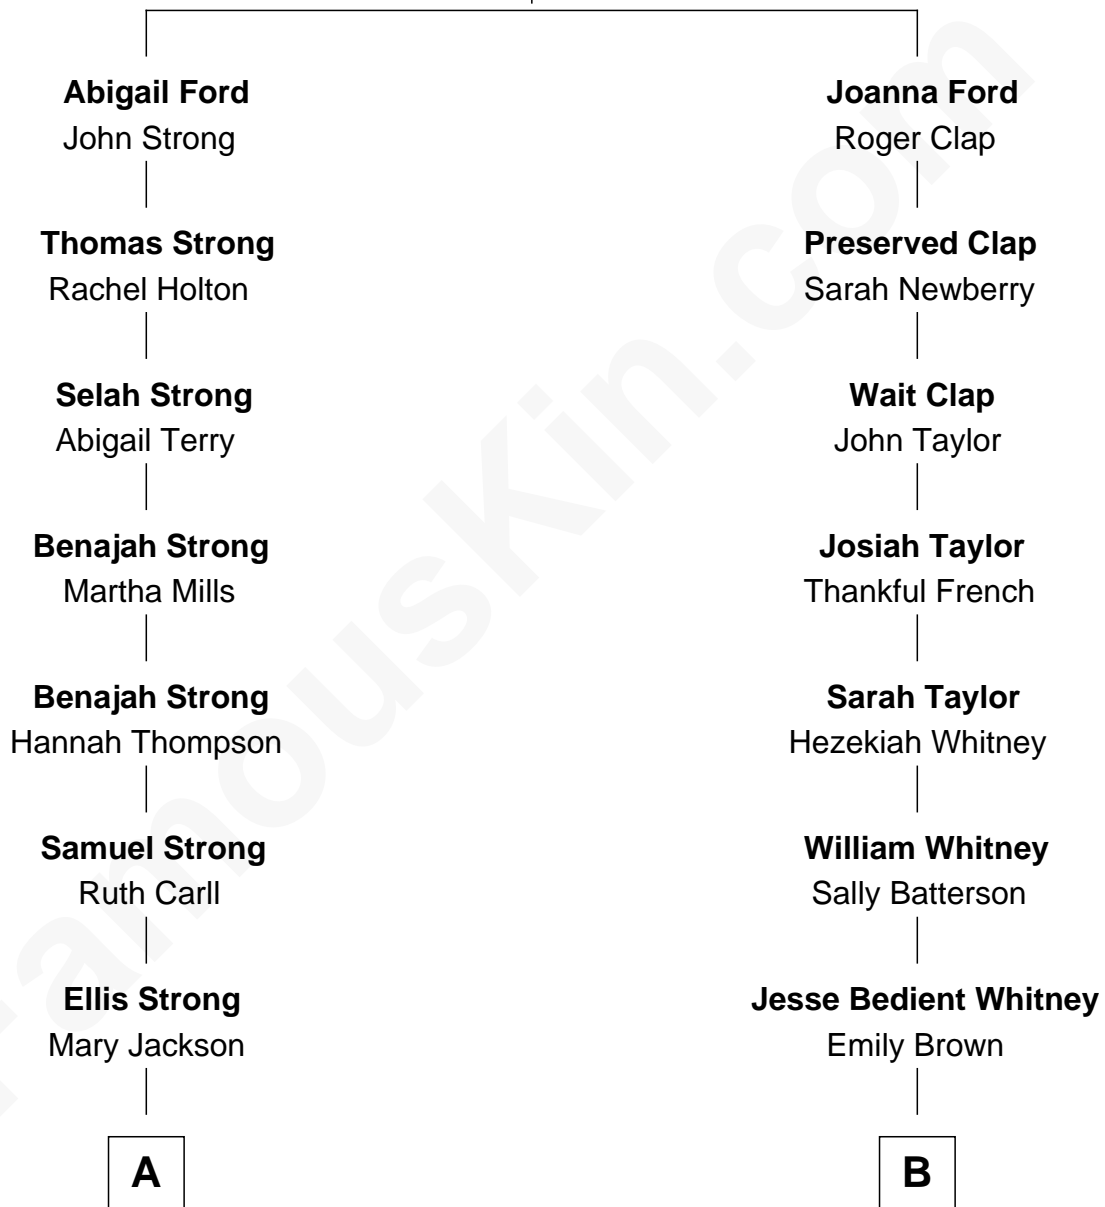 Abigail Ford
John Strong
Joanna Ford
Roger Clap
Thomas Strong
Rachel Holton
Preserved Clap
Sarah Newberry
Selah Strong
Abigail Terry
Wait Clap
John Taylor
Benajah Strong
Martha Mills
Josiah Taylor
Thankful French
Benajah Strong
Hannah Thompson
Sarah Taylor
Hezekiah Whitney
Samuel Strong
Ruth Carll
William Whitney
Sally Batterson
Ellis Strong
Mary Jackson
Jesse Bedient Whitney
Emily Brown
A
B
FamousKin.com